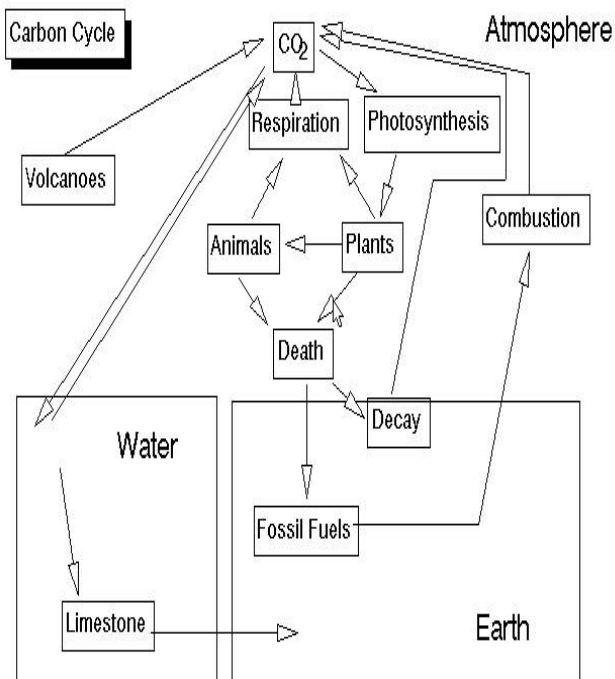 Carbon Cycle
Atmosphere
CO2
Respiration
Photosynthesis
Volcanoes
Combustion
Animals
Plants
Death
Decay
Water
Fossil Fuels
Limestone
Earth